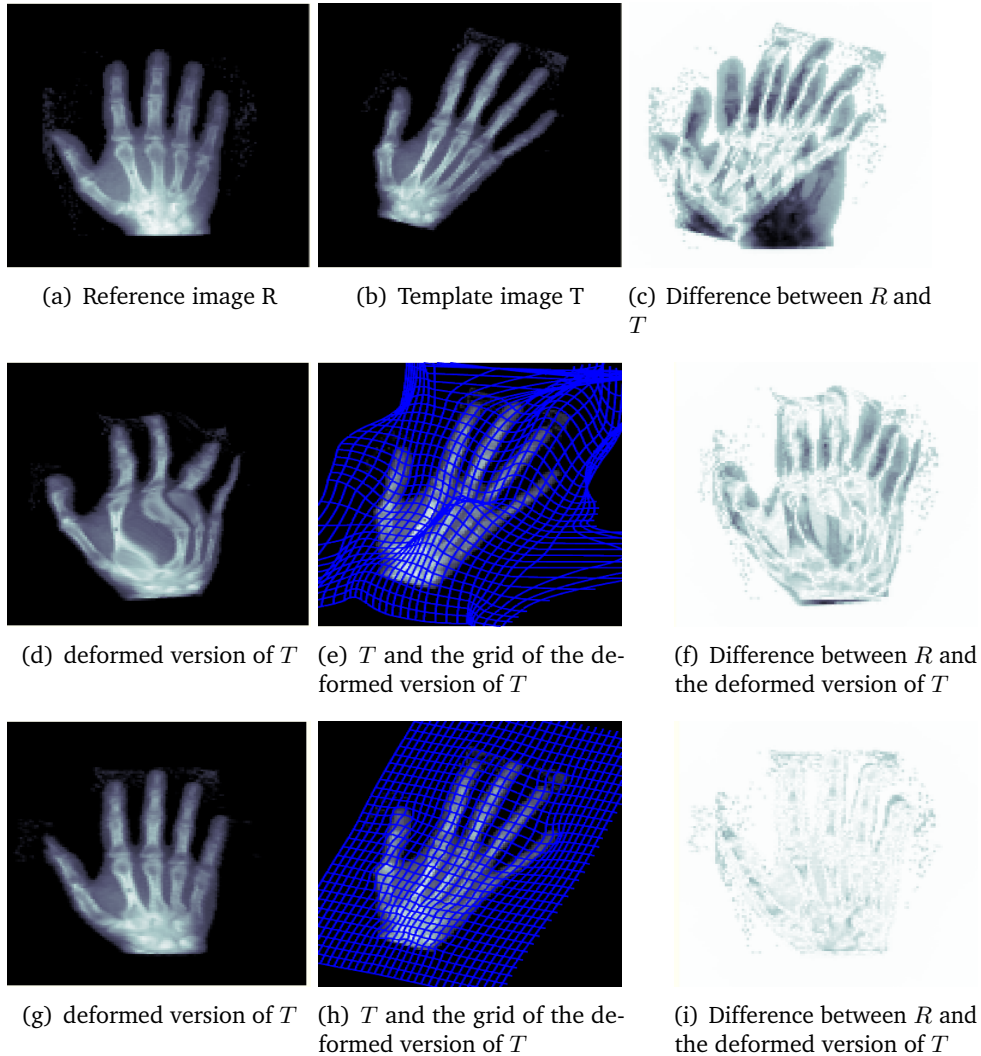 (a) Reference image R
(b) Template image T
(c) Difference between R and
T
(d) deformed version of T
(e) T and the grid of the de-
formed version of T
(f) Difference between R and
the deformed version of T
(g) deformed version of T
(h) T and the grid of the de-
formed version of T
(i) Difference between R and
the deformed version of T